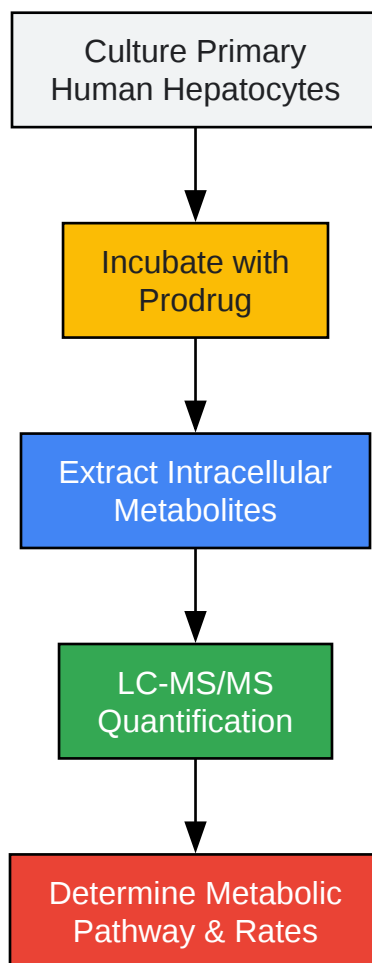 Culture Primary
Human Hepatocytes
Incubate with
Prodrug
Extract Intracellular
Metabolites
LC-MS/MS
Quantification
Determine Metabolic
Pathway & Rates